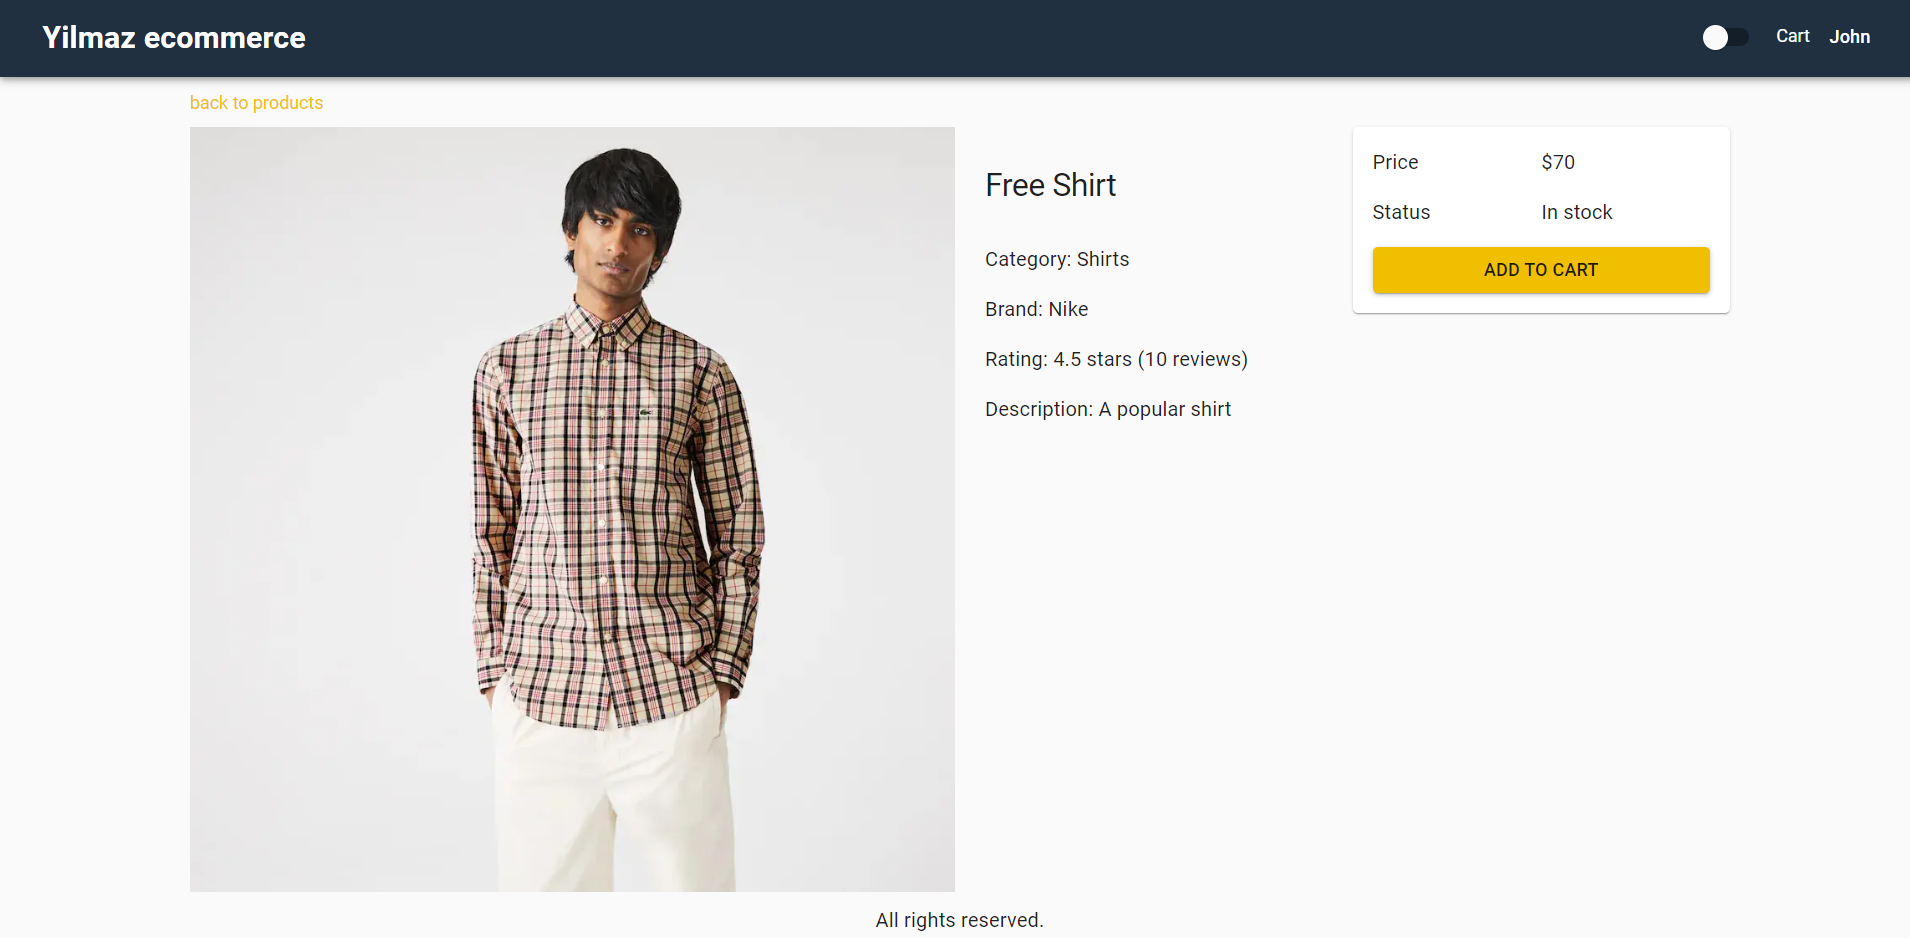 Yilmaz ecommerce
Cart
John
back to products
Free Shirt
Category: Shirts
Brand: Nike
Rating: 4.5 stars (10 reviews)
Description: A popular shirt
Price $70
Status In stock
ADD TO CART
All rights reserved.